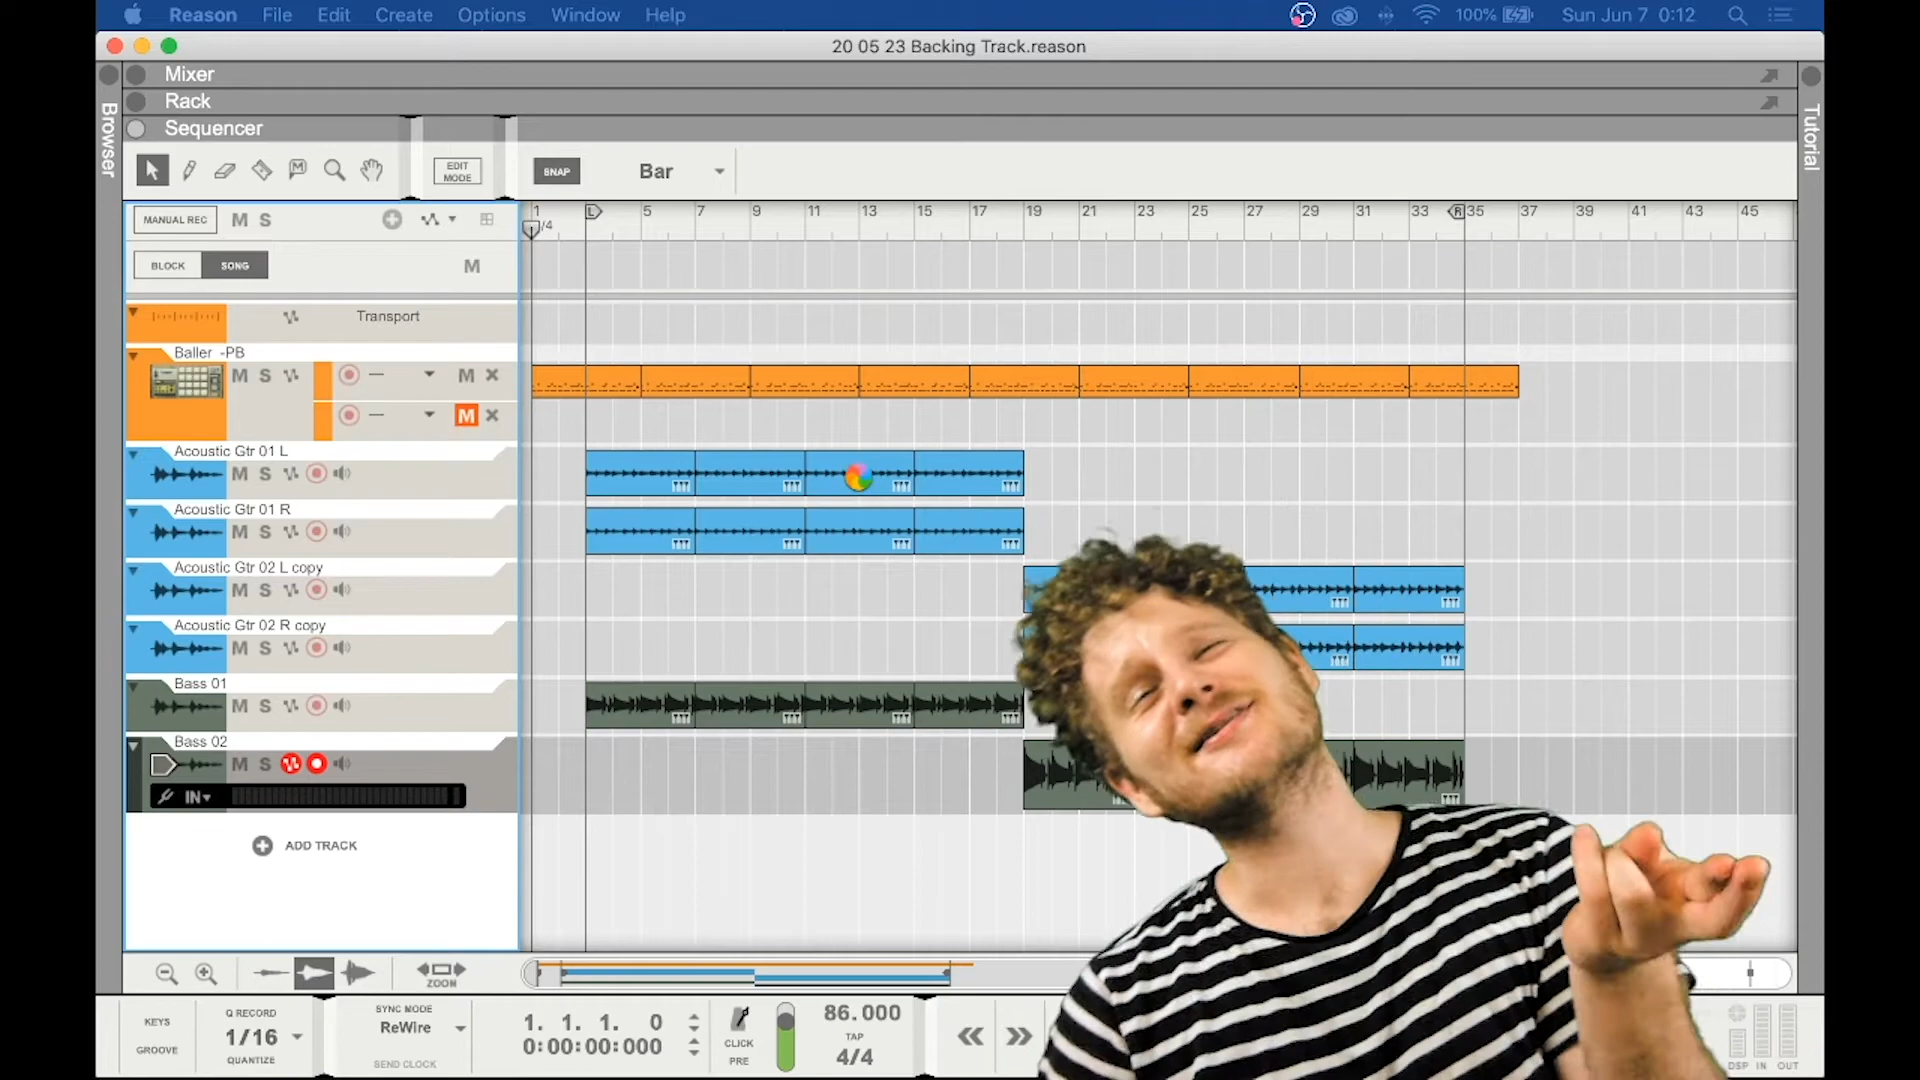 Reason File Edit Create Options Window Help 100% Sun Jun 7 0:12
20 05 23 Backing Track.reason
Mixer
Rack
Sequencer
Browser
Tutorial
EDIT MODE
SNAP
Bar
MANUAL REC M S
BLOCK SONG M
1 /4 L 5 7 9 11 13 15 17 19 21 23 25 27 29 31 33 R 35 37 39 41 43 45
Transport
Baller -PB
M S M
M
Acoustic Gtr 01 L
M S
Acoustic Gtr 01 R
M S
Acoustic Gtr 02 L copy
M S
Acoustic Gtr 02 R copy
M S
Bass 01
M S
Bass 02
M S
IN
ADD TRACK
ZOOM
KEYS
GROOVE
Q RECORD
1/16
QUANTIZE
SYNC MODE
ReWire
SEND CLOCK
1. 1. 1. 0
0:00:00:000
CLICK
PRE
86.000
TAP
4/4
DSP IN OUT